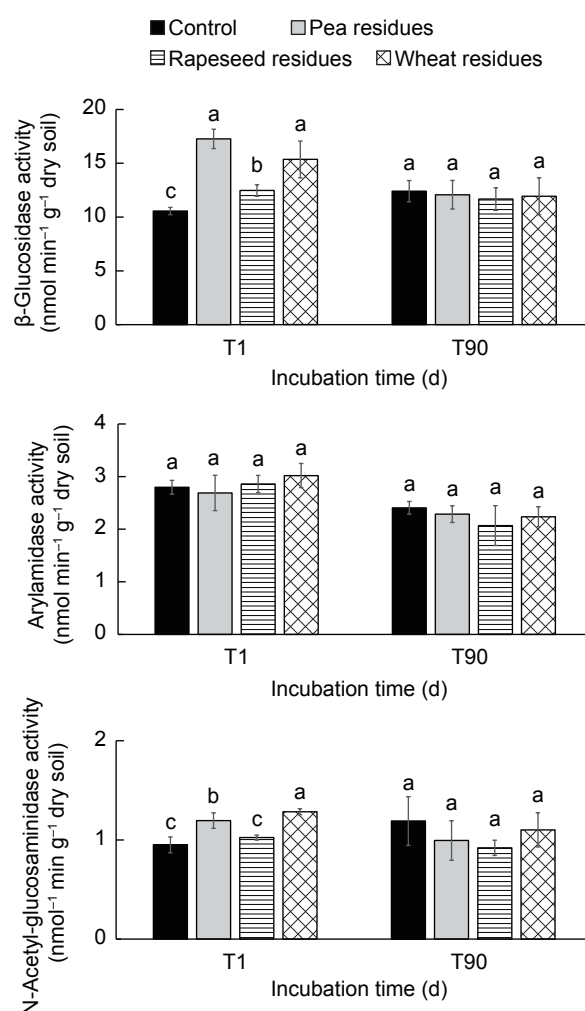 Control Pea residues
Rapeseed residues Wheat residues
β-Glucosidase activity
(nmol min⁻¹ g⁻¹ dry soil)
20
15
10
5
0
c a b a a a a a
T1 T90
Incubation time (d)
Arylamidase activity
(nmol min⁻¹ g⁻¹ dry soil)
4
3
2
1
0
a a a a a a a a
T1 T90
Incubation time (d)
N-Acetyl-glucosaminidase activity
(nmol⁻¹ min g⁻¹ dry soil)
2
1
0
c b c a a a a a
T1 T90
Incubation time (d)